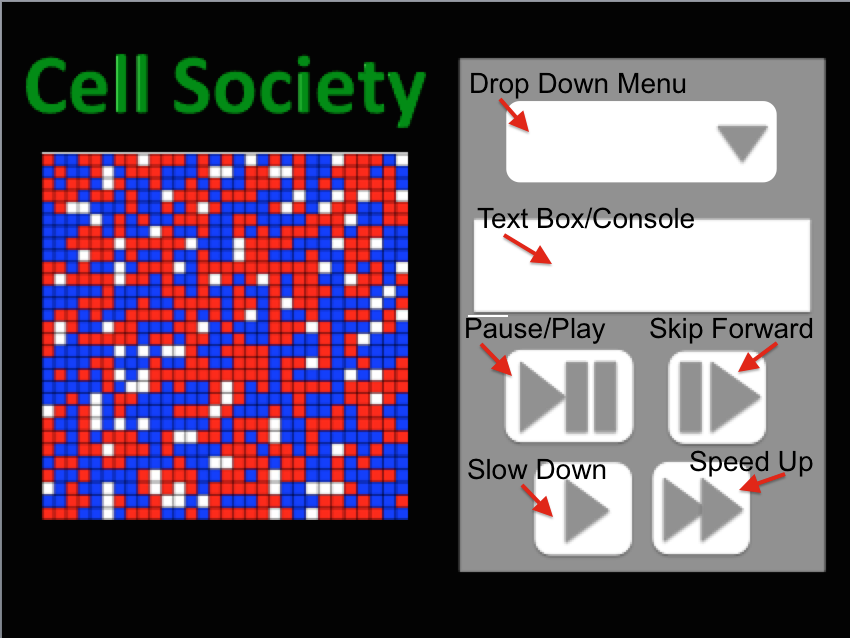 Cell Society
Drop Down Menu
Text Box/Console
Pause/Play
Skip Forward
Slow Down
Speed Up